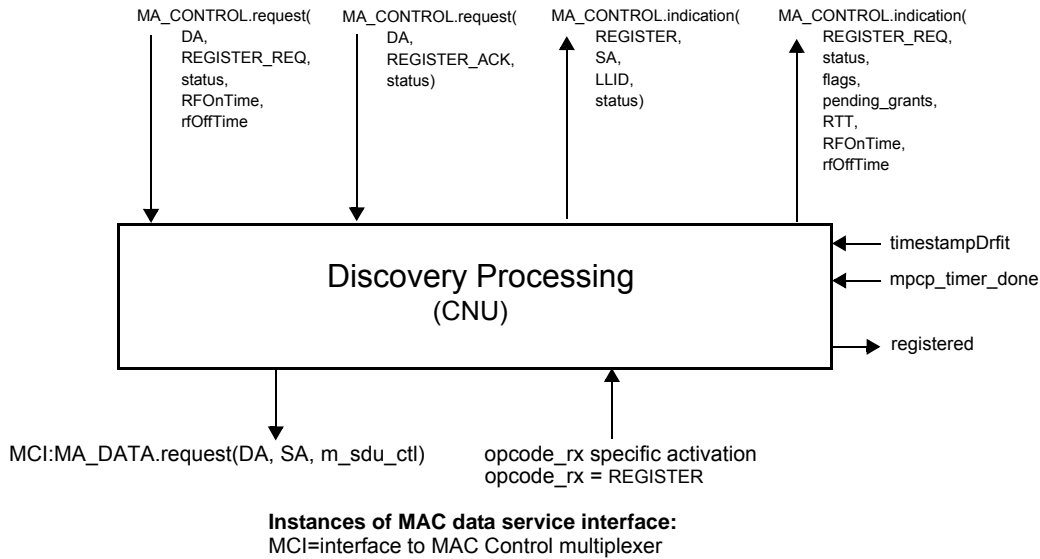 MA_CONTROL.request(
DA,
REGISTER_REQ,
status,
RFOnTime,
rfOffTime
MA_CONTROL.request(
DA,
REGISTER_ACK,
status)
MA_CONTROL.indication(
REGISTER,
SA,
LLID,
status)
MA_CONTROL.indication(
REGISTER_REQ,
status,
flags,
pending_grants,
RTT,
RFOnTime,
rfOffTime
Discovery Processing
(CNU)
timestampDrfit
mpcp_timer_done
registered
MCI:MA_DATA.request(DA, SA, m_sdu_ctl)
opcode_rx specific activation
opcode_rx = REGISTER
Instances of MAC data service interface:
MCI=interface to MAC Control multiplexer